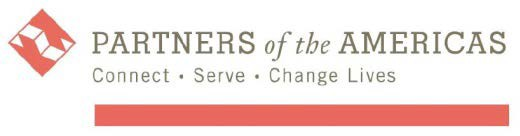 PARTNERS of the AMERICAS
Connect • Serve • Change Lives